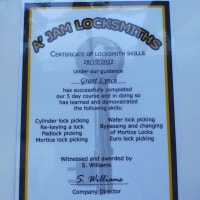 A' JAM LOCKSMITHS
CERTIFICATE OF LOCKSMITH SKILLS
28/12/2022
Under our guidance
Grant Lynch
has successfully completed
our 5 day course and in doing so
has learned and demonstrated
the following skills:
Cylinder lock picking
Re-keying a lock
Padlock picking
Mortice lock picking
Wafer lock picking
Bypassing and changing
of Mortice Locks
Euro lock picking
Witnessed and awarded by
S. Williams
S. Williams
Company Director